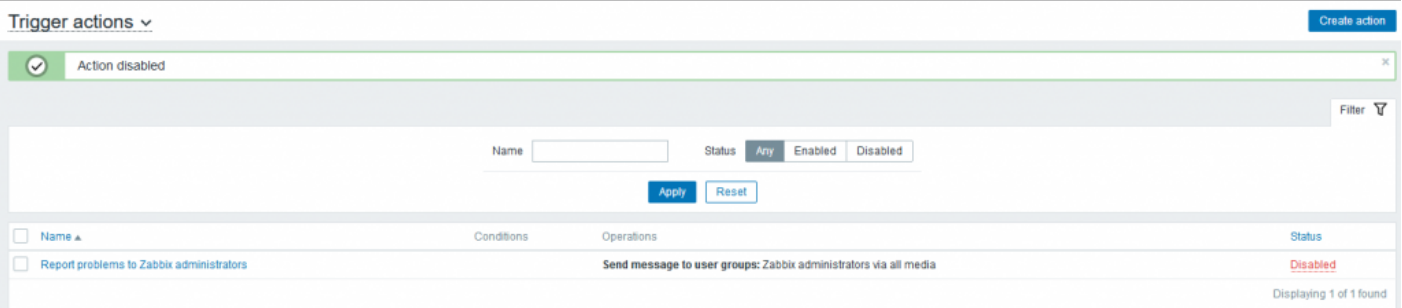 Trigger actions
Create action
Action disabled
Filter
Name Status Any Enabled Disabled
Apply Reset
Name Conditions Operations Status
Report problems to Zabbix administrators Send message to user groups: Zabbix administrators via all media Disabled
Displaying 1 of 1 found